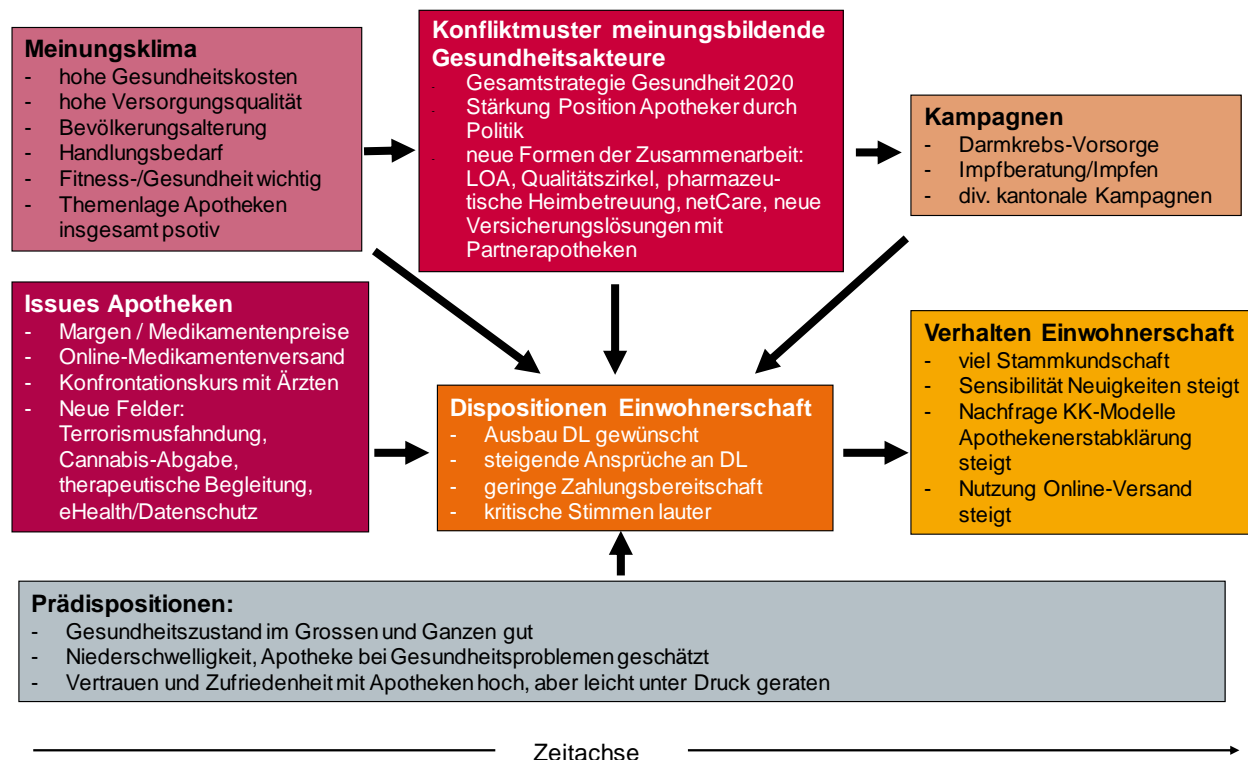 Meinungsklima
- hohe Gesundheitskosten
- hohe Versorgungsqualität
- Bevölkerungsalterung
- Handlungsbedarf
- Fitness-/Gesundheit wichtig
- Themenlage Apotheken
insgesamt psotiv
Konfliktmuster meinungsbildende
Gesundheitsakteure
- Gesamtstrategie Gesundheit 2020
- Stärkung Position Apotheker durch
Politik
- neue Formen der Zusammenarbeit:
LOA, Qualitätszirkel, pharmazeu-
tische Heimbetreuung, netCare, neue
Versicherungslösungen mit
Partnerapotheken
Kampagnen
- Darmkrebs-Vorsorge
- Impfberatung/Impfen
- div. kantonale Kampagnen
Issues Apotheken
- Margen / Medikamentenpreise
- Online-Medikamentenversand
- Konfrontationskurs mit Ärzten
- Neue Felder:
Terrorismusfahndung,
Cannabis-Abgabe,
therapeutische Begleitung,
eHealth/Datenschutz
Dispositionen Einwohnerschaft
- Ausbau DL gewünscht
- steigende Ansprüche an DL
- geringe Zahlungsbereitschaft
- kritische Stimmen lauter
Verhalten Einwohnerschaft
- viel Stammkundschaft
- Sensibilität Neuigkeiten steigt
- Nachfrage KK-Modelle
Apothekenerstabklärung
steigt
- Nutzung Online-Versand
steigt
Prädispositionen:
- Gesundheitszustand im Grossen und Ganzen gut
- Niederschwelligkeit, Apotheke bei Gesundheitsproblemen geschätzt
- Vertrauen und Zufriedenheit mit Apotheken hoch, aber leicht unter Druck geraten
Zeitachse